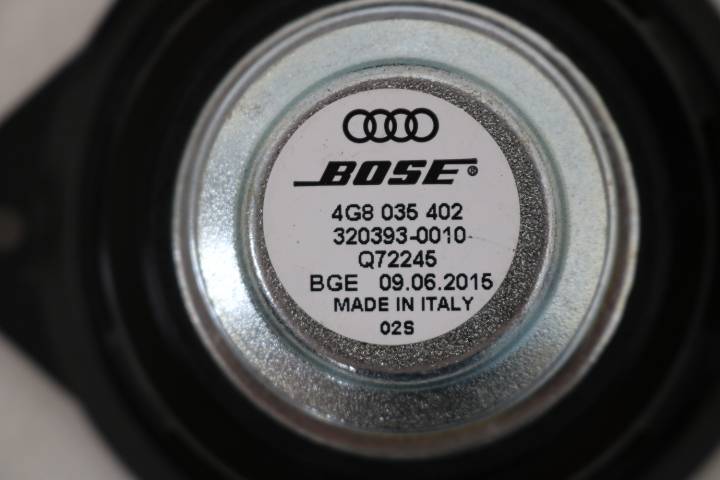 BOSE®
4G8 035 402
320393-0010
Q72245
BGE 09.06.2015
MADE IN ITALY
02S